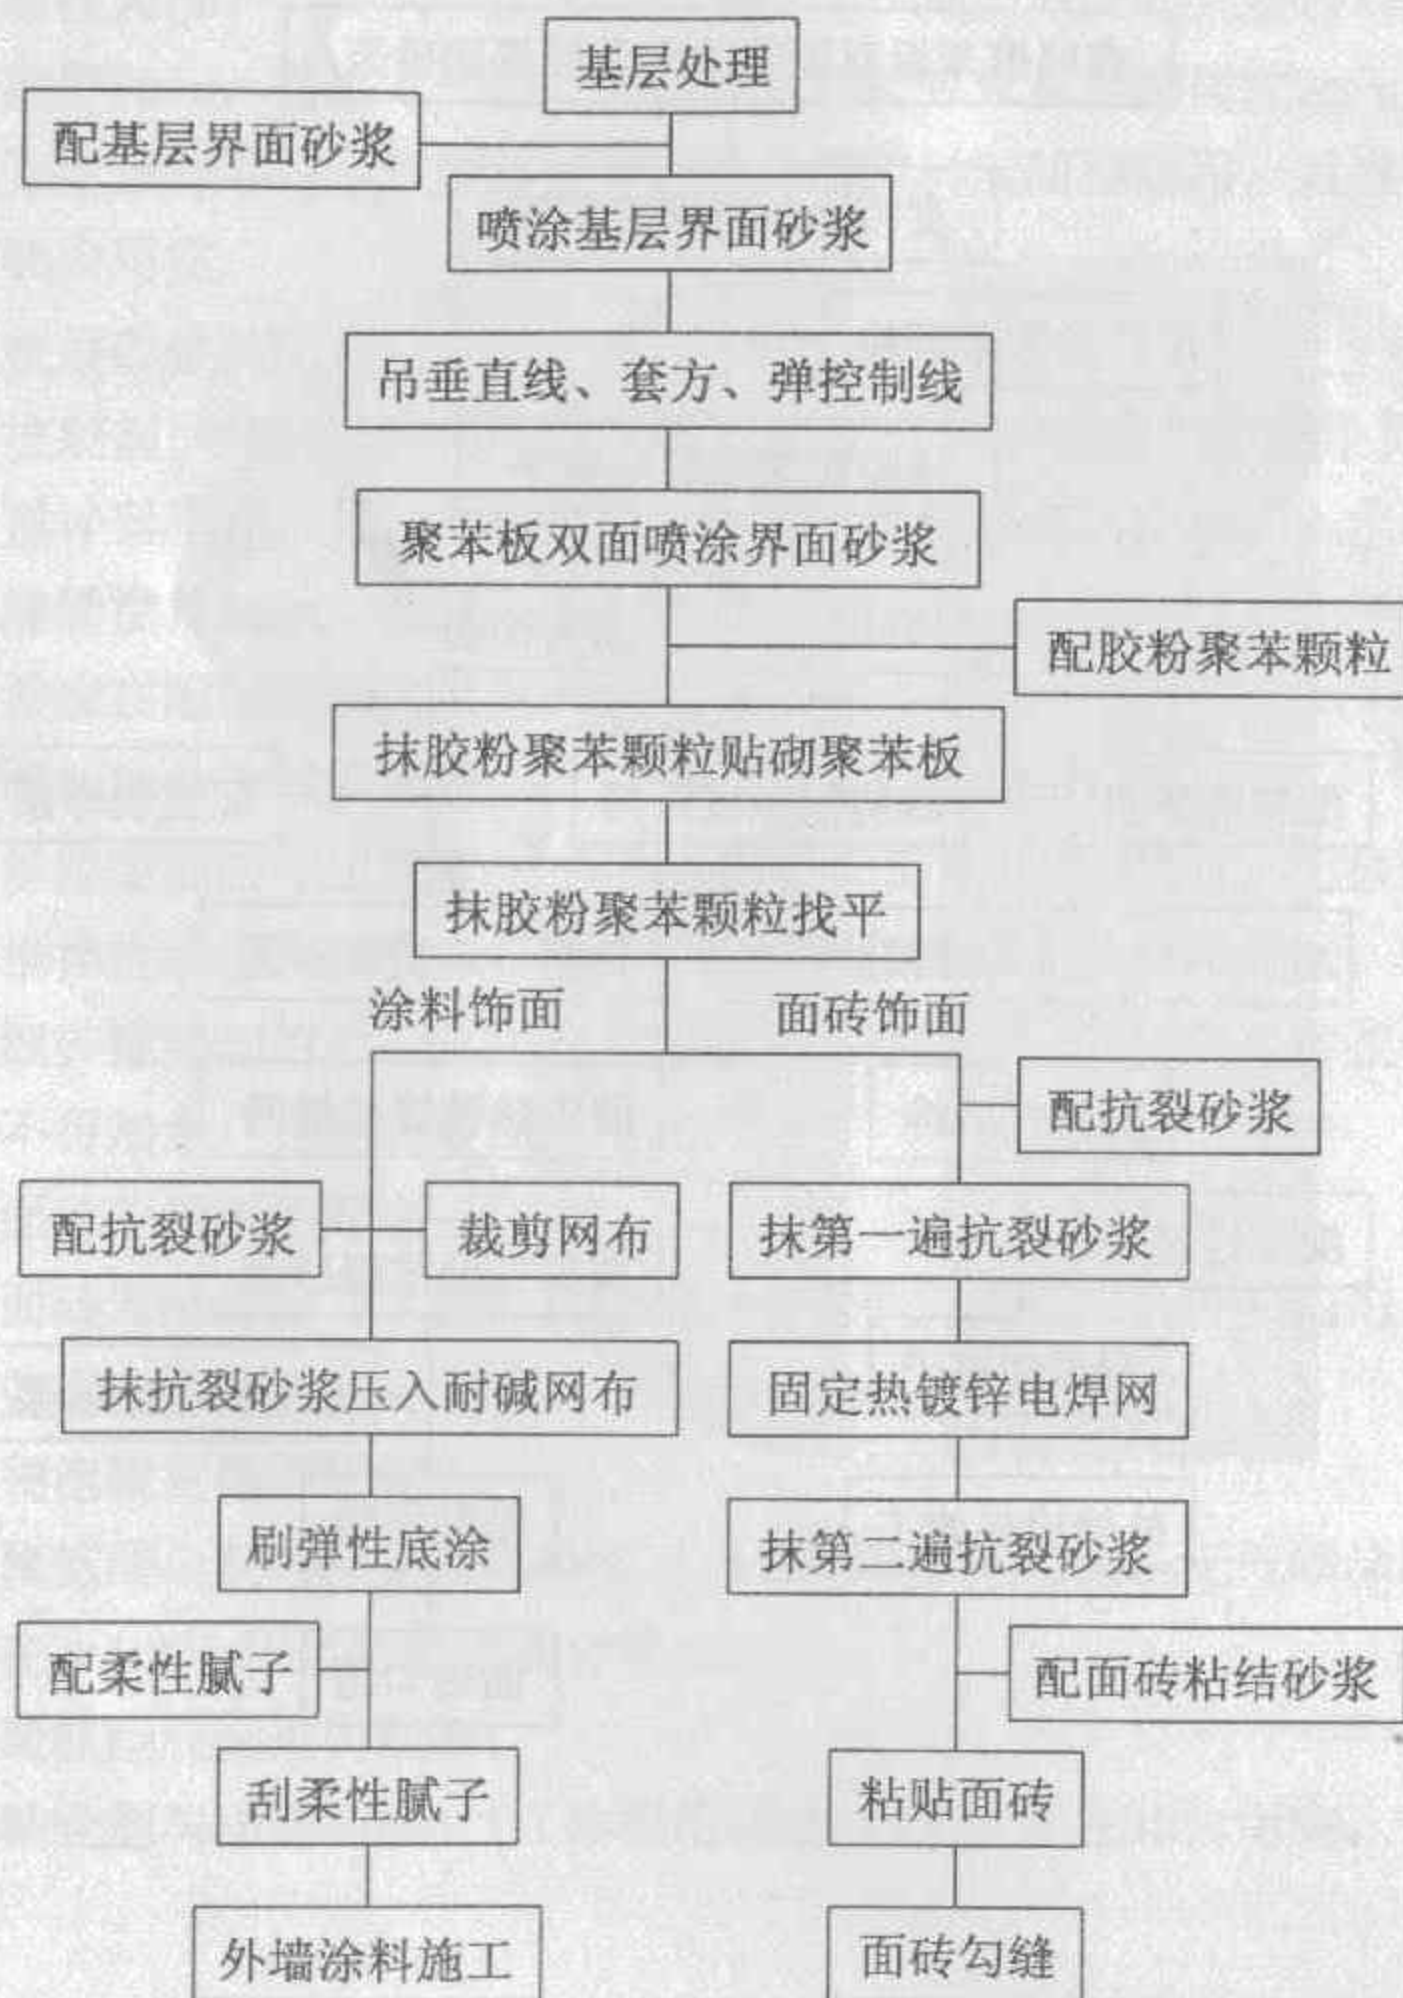 基层处理
配基层界面砂浆
喷涂基层界面砂浆
吊垂直线、套方、弹控制线
聚苯板双面喷涂界面砂浆
配胶粉聚苯颗粒
抹胶粉聚苯颗粒贴砌聚苯板
抹胶粉聚苯颗粒找平
涂料饰面
面砖饰面
配抗裂砂浆
配抗裂砂浆
裁剪网布
抹第一遍抗裂砂浆
抹抗裂砂浆压入耐碱网布
固定热镀锌电焊网
刷弹性底涂
抹第二遍抗裂砂浆
配柔性腻子
配面砖粘结砂浆
刮柔性腻子
粘贴面砖
外墙涂料施工
面砖勾缝